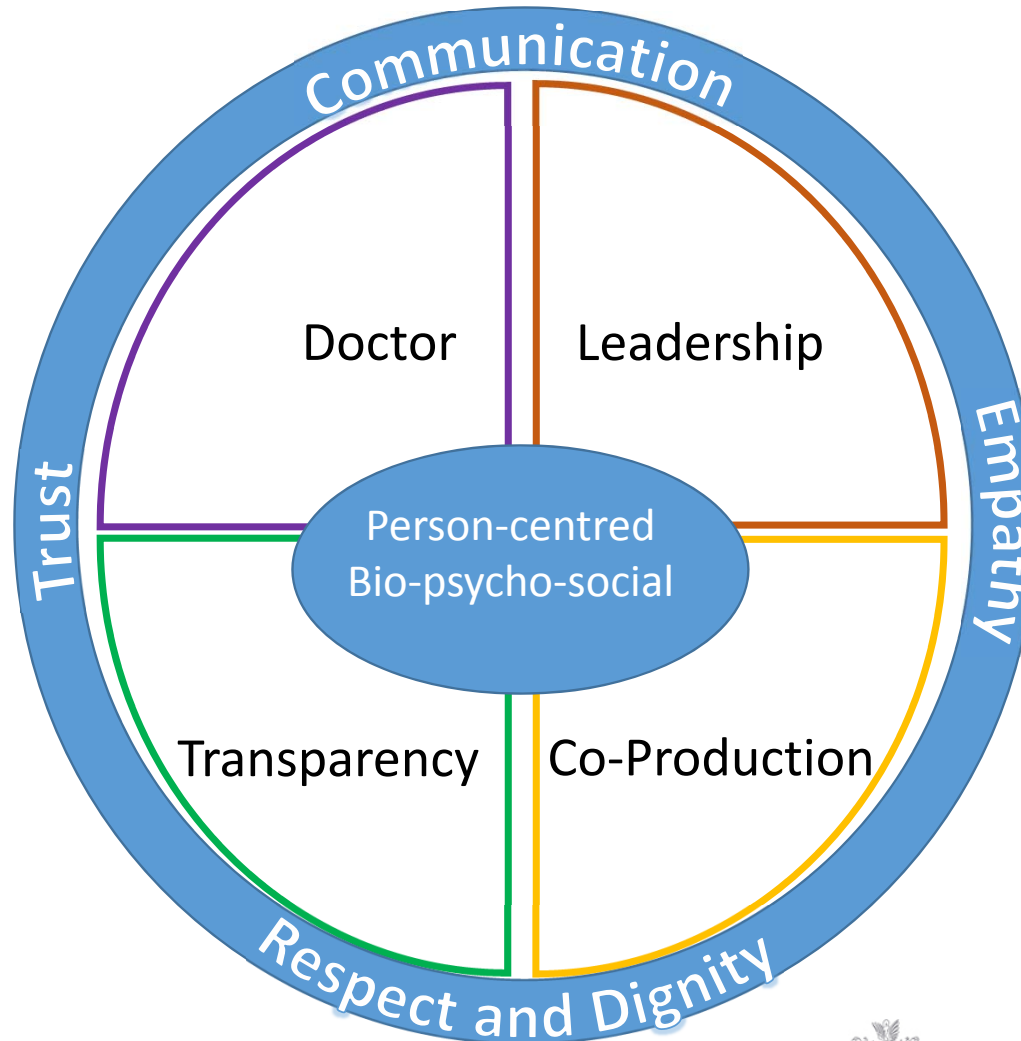 Communication
Doctor
Leadership
Trust
Empathy
Person-centred
Bio-psycho-social
Transparency
Co-Production
Respect and Dignity